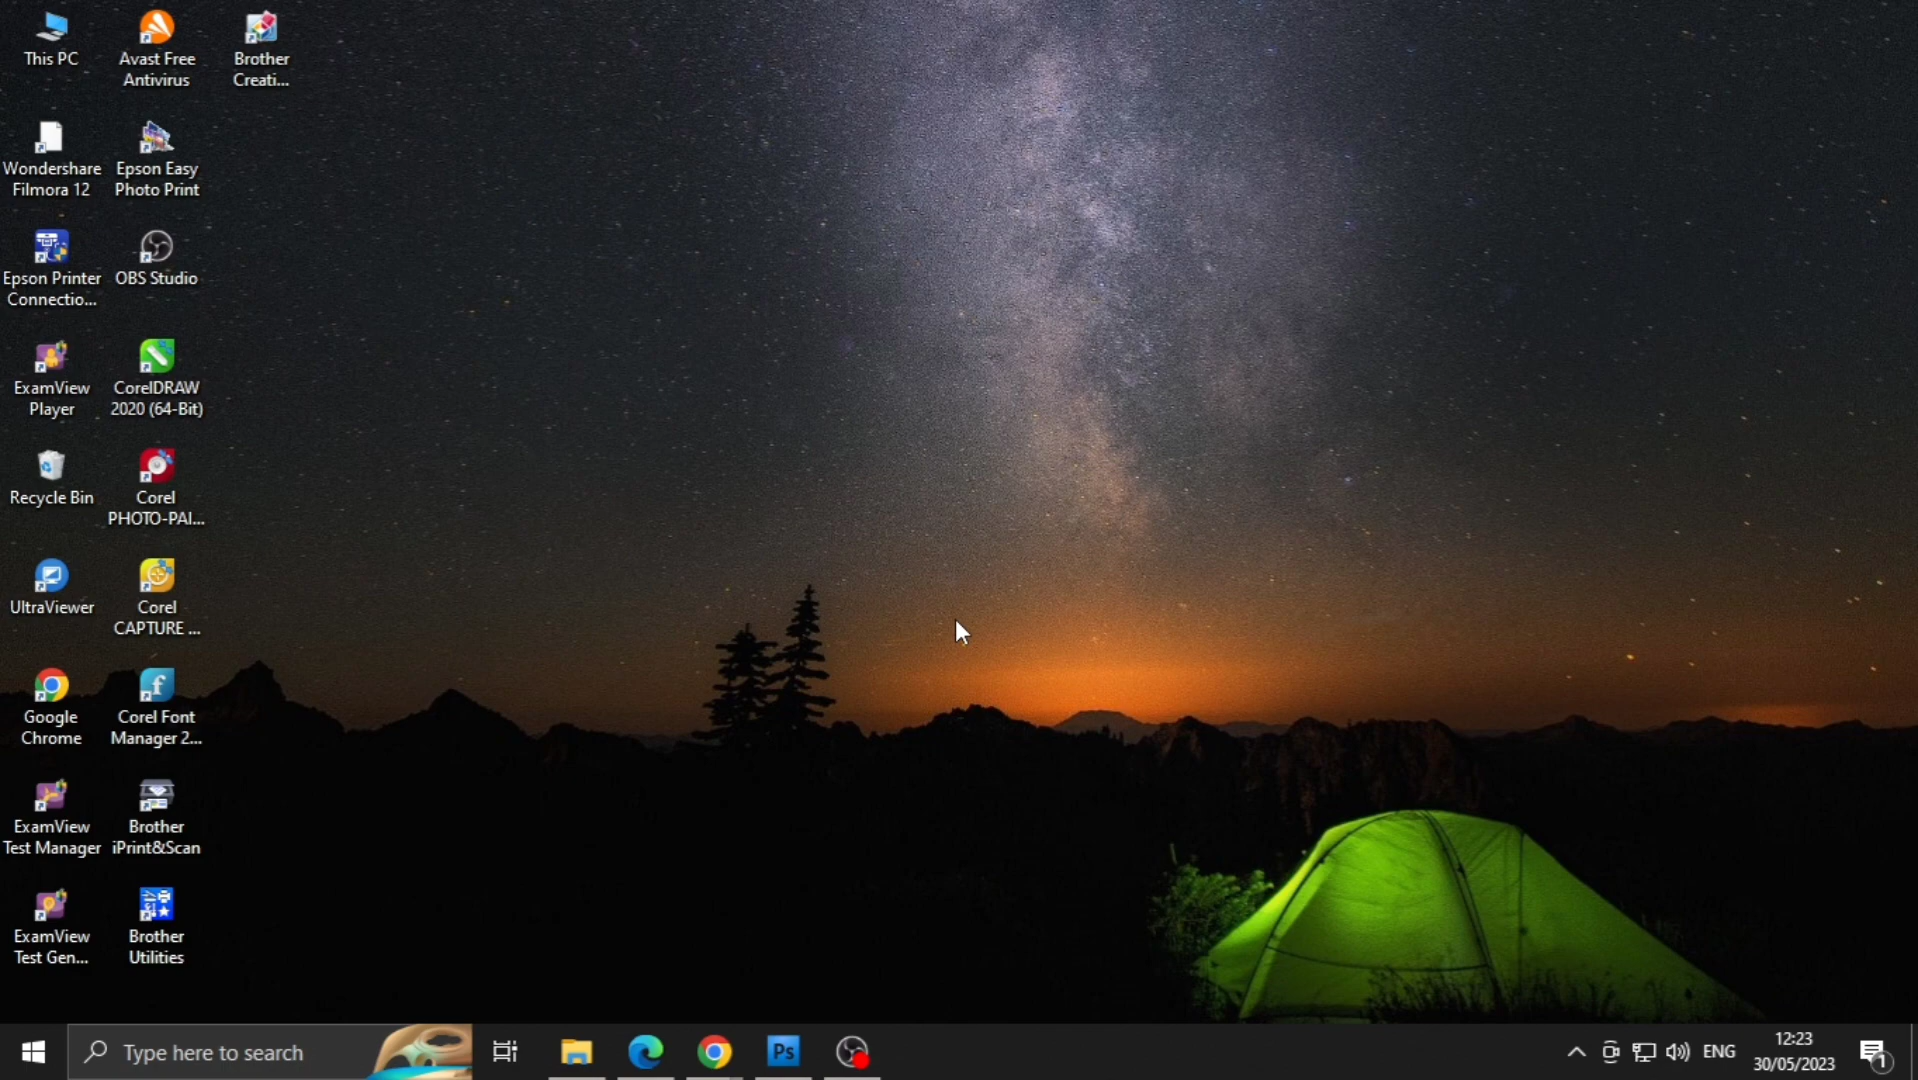 This PC
Avast Free
Antivirus
Brother
Creati...
Wondershare
Filmora 12
Epson Easy
Photo Print
Epson Printer
Connectio...
OBS Studio
ExamView
Player
CorelDRAW
2020 (64-Bit)
Recycle Bin
Corel
PHOTO-PAI...
UltraViewer
Corel
CAPTURE ...
Google
Chrome
Corel Font
Manager 2...
ExamView
Test Manager
Brother
iPrint&Scan
ExamView
Test Gen...
Brother
Utilities
Type here to search
Ps
ENG
12:23
30/05/2023
1